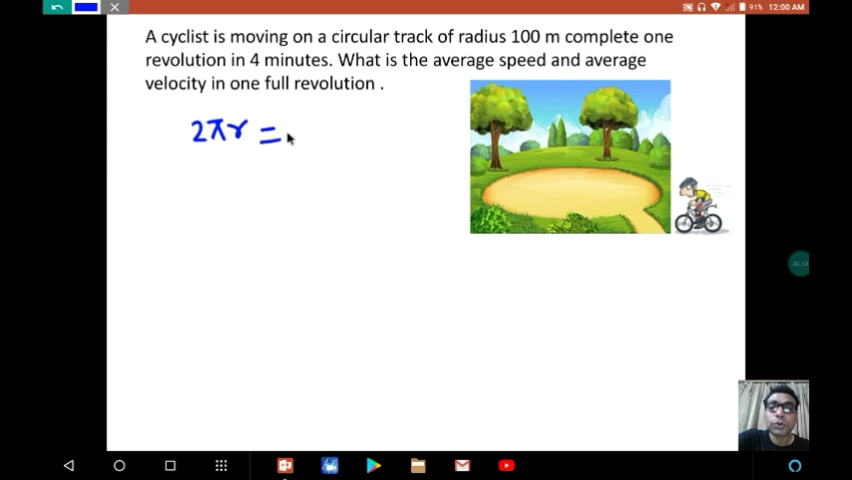 91% 12:00 AM
A cyclist is moving on a circular track of radius 100 m complete one
revolution in 4 minutes. What is the average speed and average
velocity in one full revolution .
2πr =